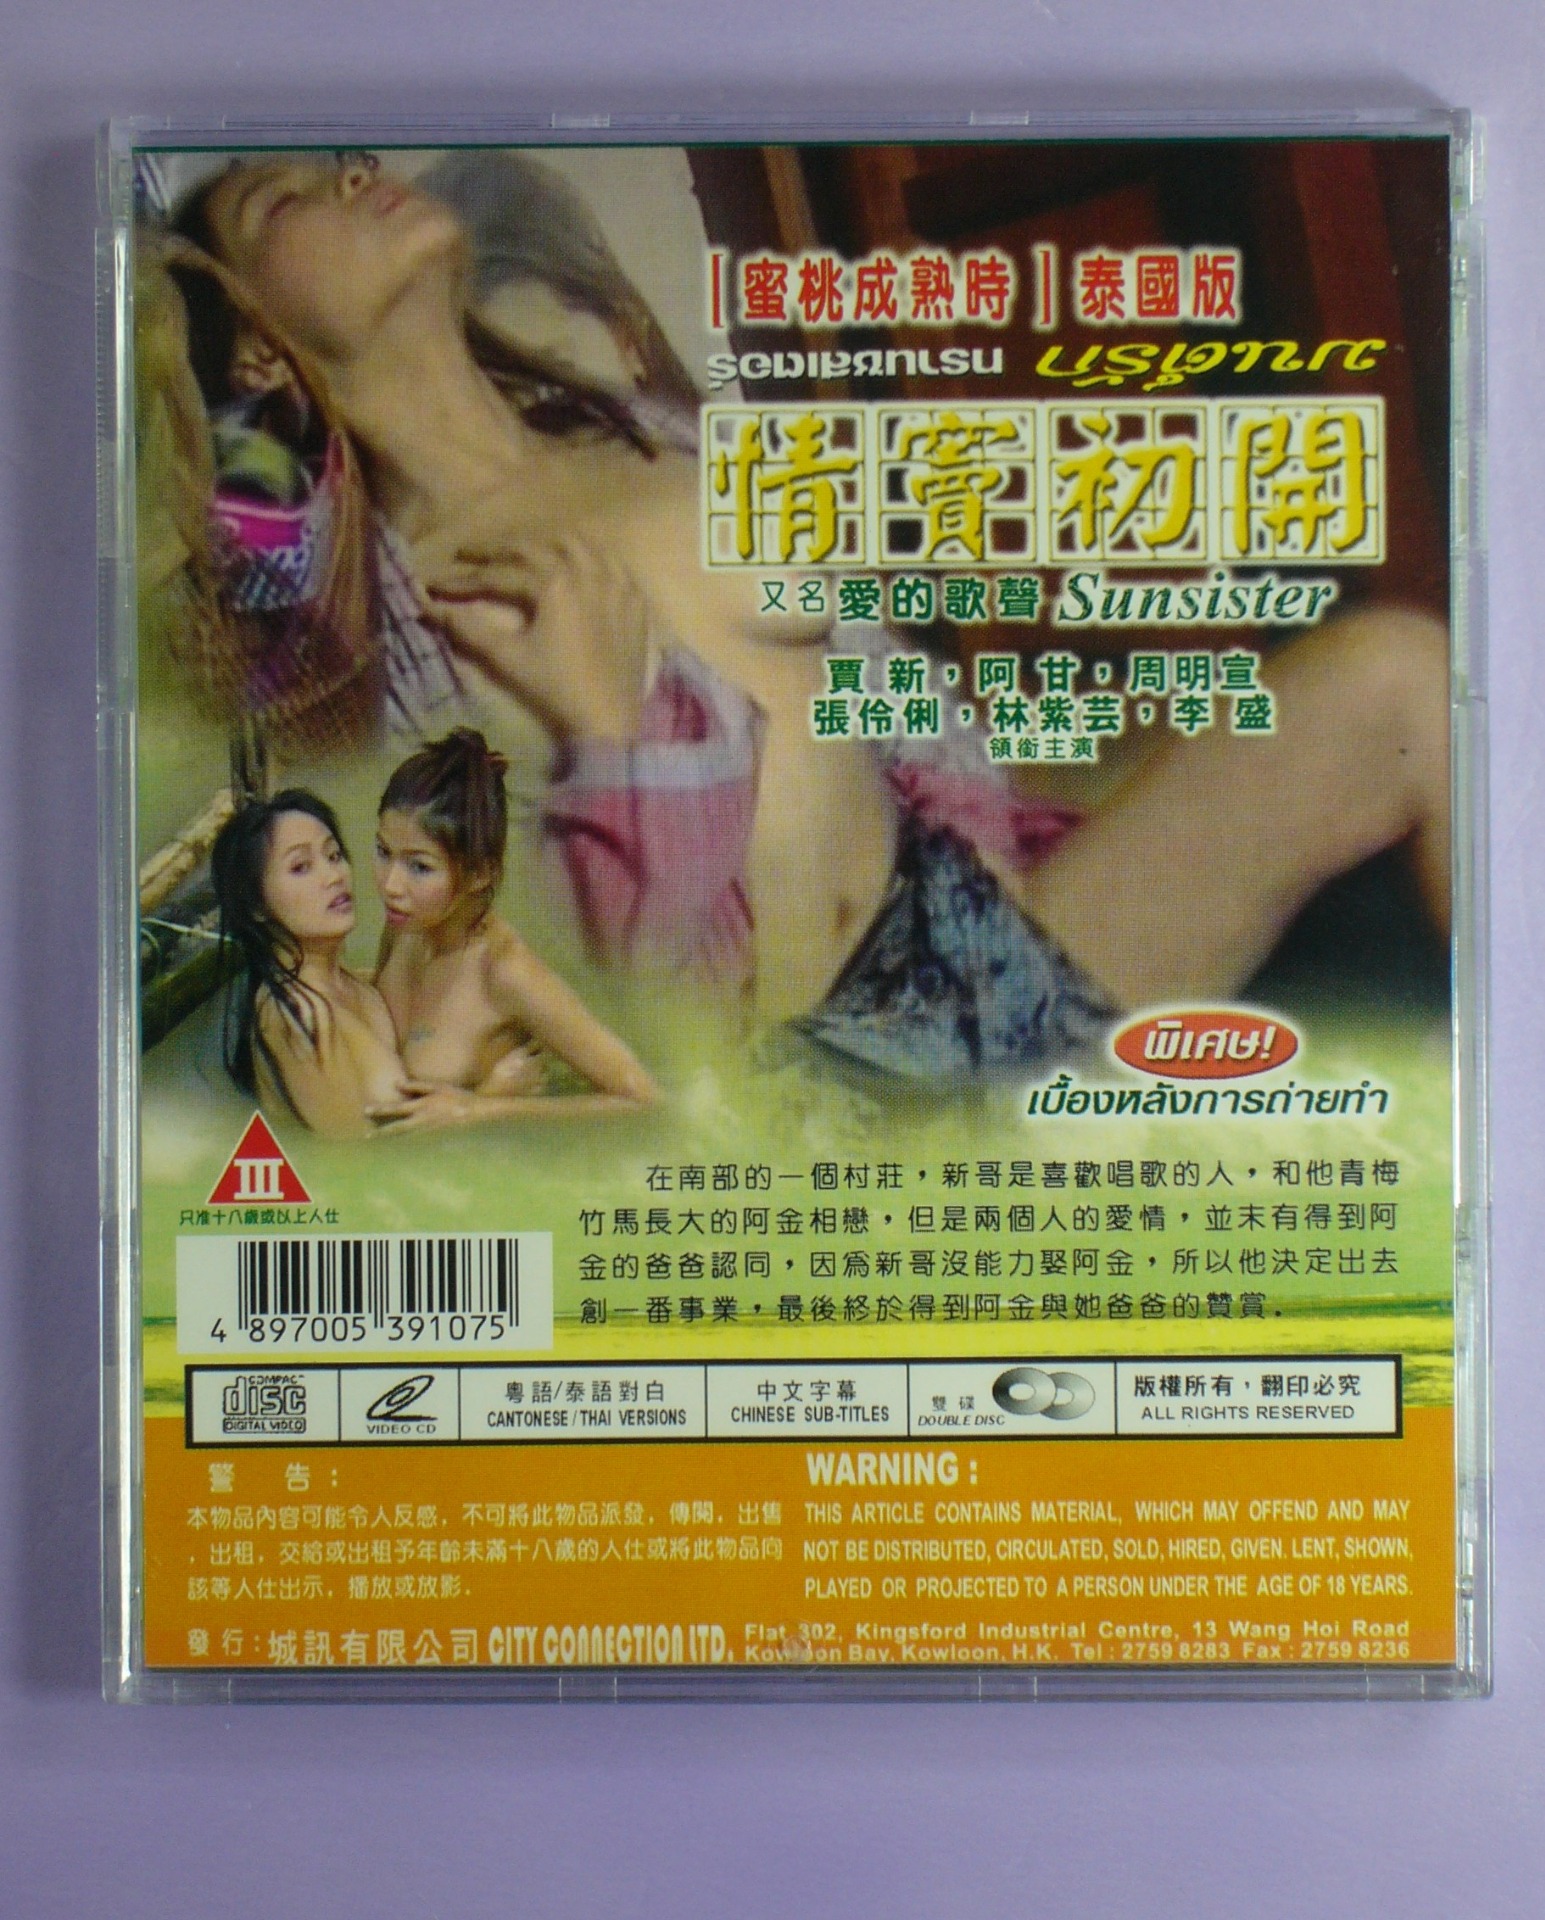 [蜜桃成熟時]泰國版
มนต์รัก ทรานซิสเตอร์
情竇初開
又名 愛的歌聲 Sunsister
賈新，阿甘，周明宣
張伶俐，林紫芸，李盛
領銜主演
พิเศษ!
เบื้องหลังการถ่ายทำ
III
只准十八歲或以上人仕
在南部的一個村莊，新哥是喜歡唱歌的人，和他青梅
竹馬長大的阿金相戀，但是兩個人的愛情，並未有得到阿
金的爸爸認同，因為新哥沒能力娶阿金，所以他決定出去
創一番事業，最後終於得到阿金與她爸爸的贊賞.
4 897005 391075
COMPACT disc DIGITAL VIDEO
VIDEO CD
粵語/泰語對白
CANTONESE / THAI VERSIONS
中文字幕
CHINESE SUB-TITLES
雙碟
DOUBLE DISC
版權所有，翻印必究
ALL RIGHTS RESERVED
警告：
本物品內容可能令人反感，不可將此物品派發，傳閱，出售
，出租，交給或出租予年齡未滿十八歲的人仕或將此物品向
該等人仕出示，播放或放影.
WARNING :
THIS ARTICLE CONTAINS MATERIAL, WHICH MAY OFFEND AND MAY
NOT BE DISTRIBUTED, CIRCULATED, SOLD, HIRED, GIVEN. LENT, SHOWN,
PLAYED OR PROJECTED TO A PERSON UNDER THE AGE OF 18 YEARS.
發行：城訊有限公司 CITY CONNECTION LTD.
Flat 302, Kingsford Industrial Centre, 13 Wang Hoi Road
Kowloon Bay, Kowloon, H.K. Tel : 2759 8283 Fax : 2759 8236